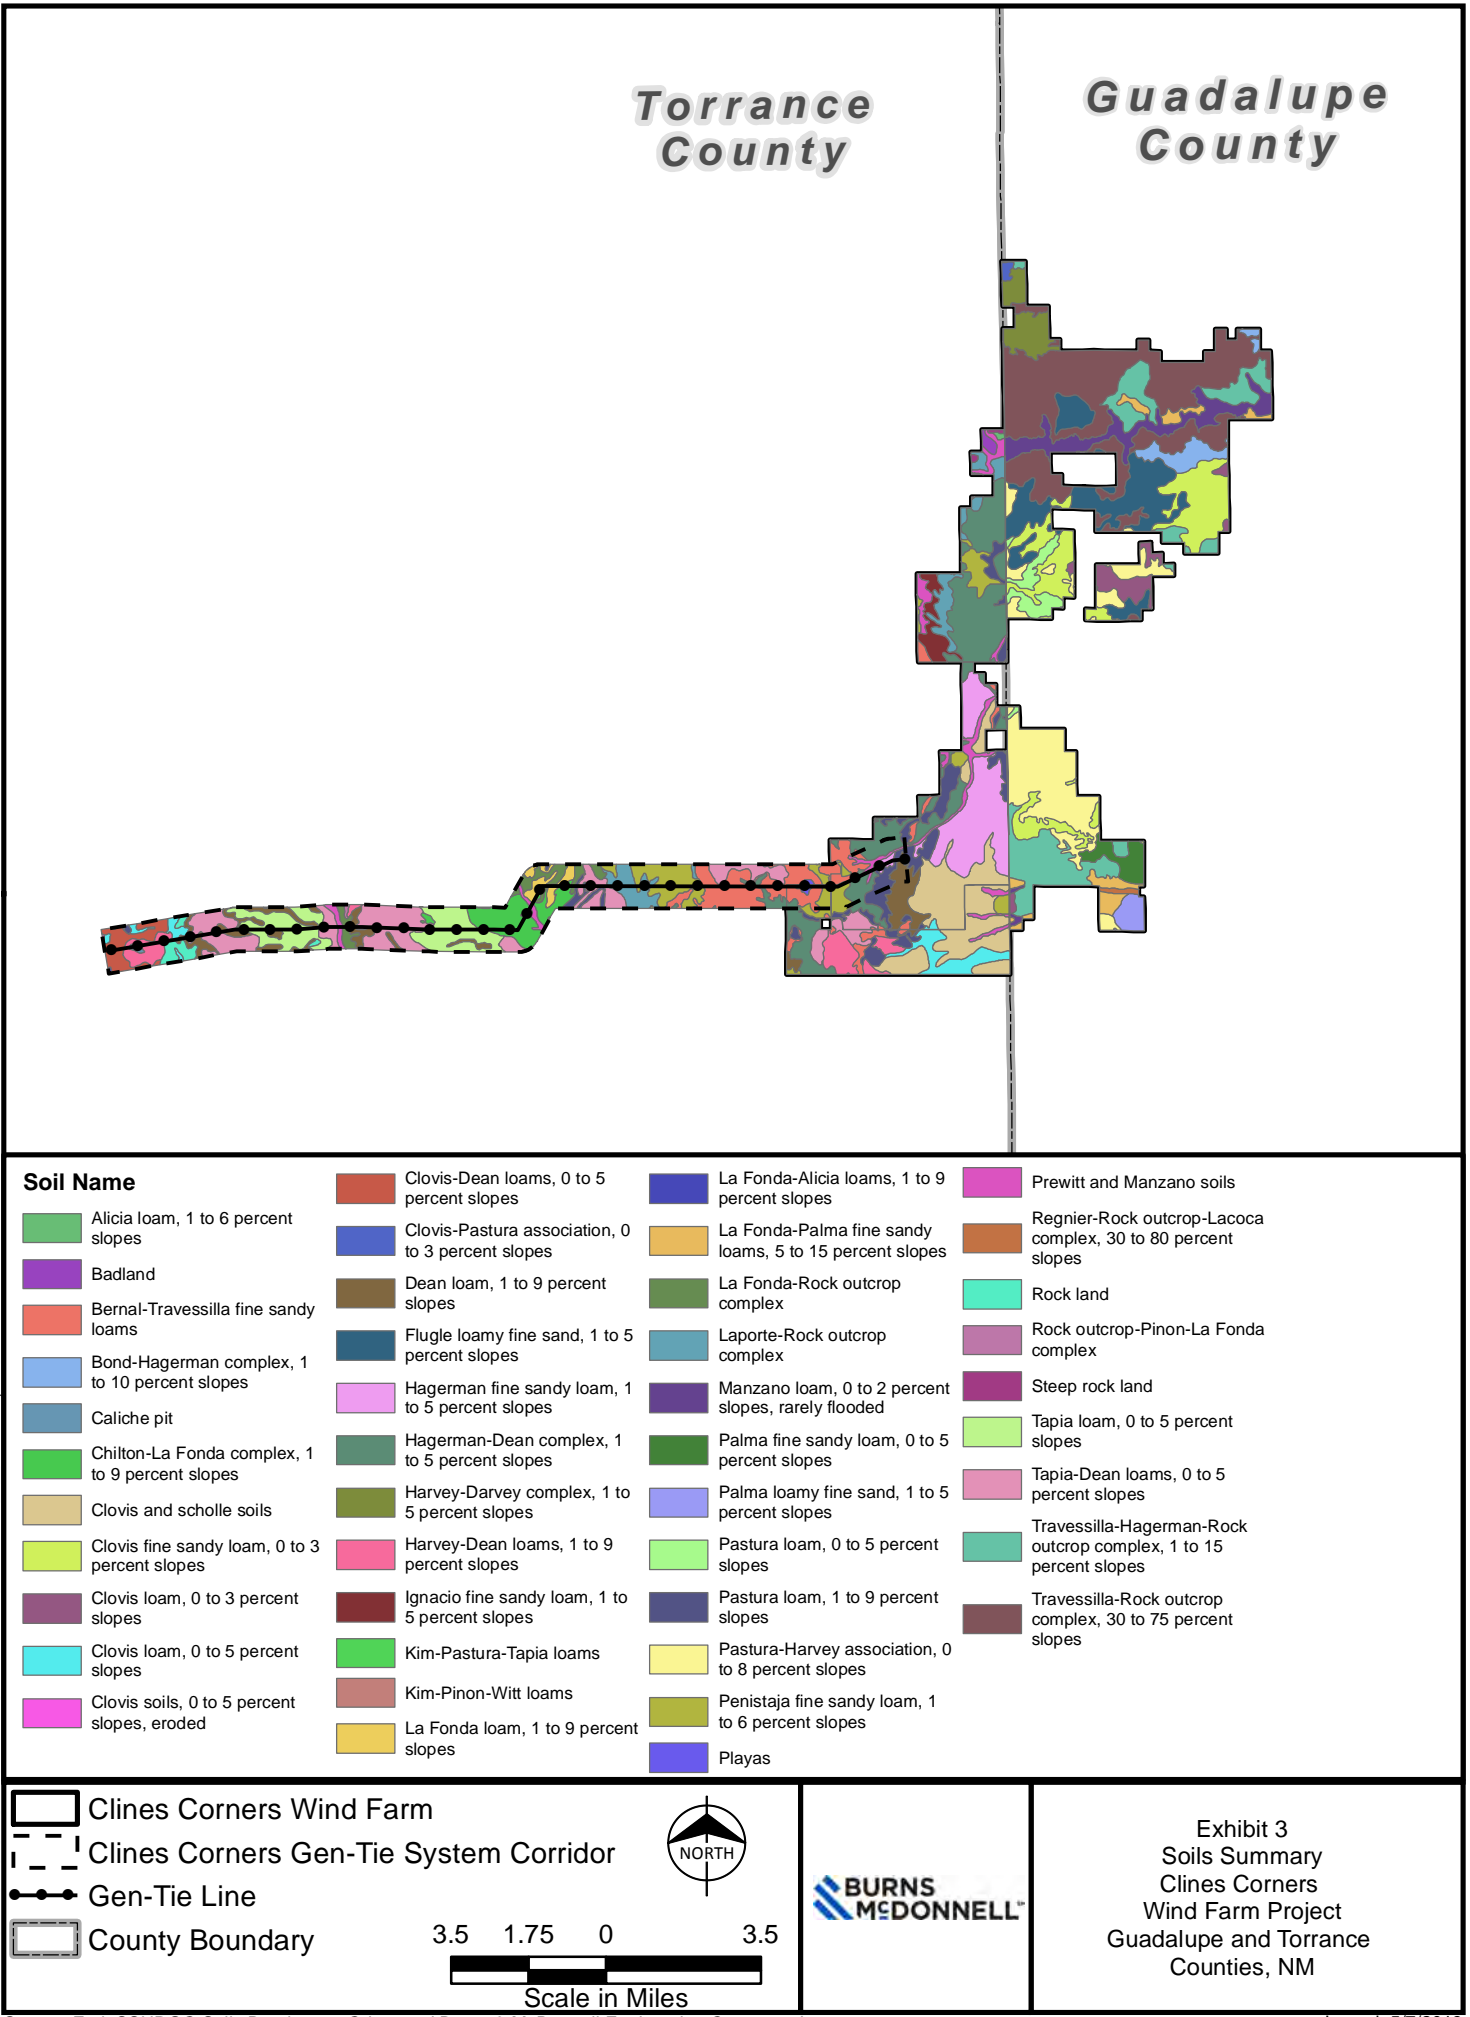 Torrance
County
Guadalupe
County
Soil Name
Alicia loam, 1 to 6 percent
slopes
Badland
Bernal-Travessilla fine sandy
loams
Bond-Hagerman complex, 1
to 10 percent slopes
Caliche pit
Chilton-La Fonda complex, 1
to 9 percent slopes
Clovis and scholle soils
Clovis fine sandy loam, 0 to 3
percent slopes
Clovis loam, 0 to 3 percent
slopes
Clovis loam, 0 to 5 percent
slopes
Clovis soils, 0 to 5 percent
slopes, eroded
Clovis-Dean loams, 0 to 5
percent slopes
Clovis-Pastura association, 0
to 3 percent slopes
Dean loam, 1 to 9 percent
slopes
Flugle loamy fine sand, 1 to 5
percent slopes
Hagerman fine sandy loam, 1
to 5 percent slopes
Hagerman-Dean complex, 1
to 5 percent slopes
Harvey-Darvey complex, 1 to
5 percent slopes
Harvey-Dean loams, 1 to 9
percent slopes
Ignacio fine sandy loam, 1 to
5 percent slopes
Kim-Pastura-Tapia loams
Kim-Pinon-Witt loams
La Fonda loam, 1 to 9 percent
slopes
La Fonda-Alicia loams, 1 to 9
percent slopes
La Fonda-Palma fine sandy
loams, 5 to 15 percent slopes
La Fonda-Rock outcrop
complex
Laporte-Rock outcrop
complex
Manzano loam, 0 to 2 percent
slopes, rarely flooded
Palma fine sandy loam, 0 to 5
percent slopes
Palma loamy fine sand, 1 to 5
percent slopes
Pastura loam, 0 to 5 percent
slopes
Pastura loam, 1 to 9 percent
slopes
Pastura-Harvey association, 0
to 8 percent slopes
Penistaja fine sandy loam, 1
to 6 percent slopes
Playas
Prewitt and Manzano soils
Regnier-Rock outcrop-Lacoca
complex, 30 to 80 percent
slopes
Rock land
Rock outcrop-Pinon-La Fonda
complex
Steep rock land
Tapia loam, 0 to 5 percent
slopes
Tapia-Dean loams, 0 to 5
percent slopes
Travessilla-Hagerman-Rock
outcrop complex, 1 to 15
percent slopes
Travessilla-Rock outcrop
complex, 30 to 75 percent
slopes
Clines Corners Wind Farm
Clines Corners Gen-Tie System Corridor
Gen-Tie Line
County Boundary
NORTH
3.5 1.75 0 3.5
Scale in Miles
BURNS
McDONNELL
Exhibit 3
Soils Summary
Clines Corners
Wind Farm Project
Guadalupe and Torrance
Counties, NM